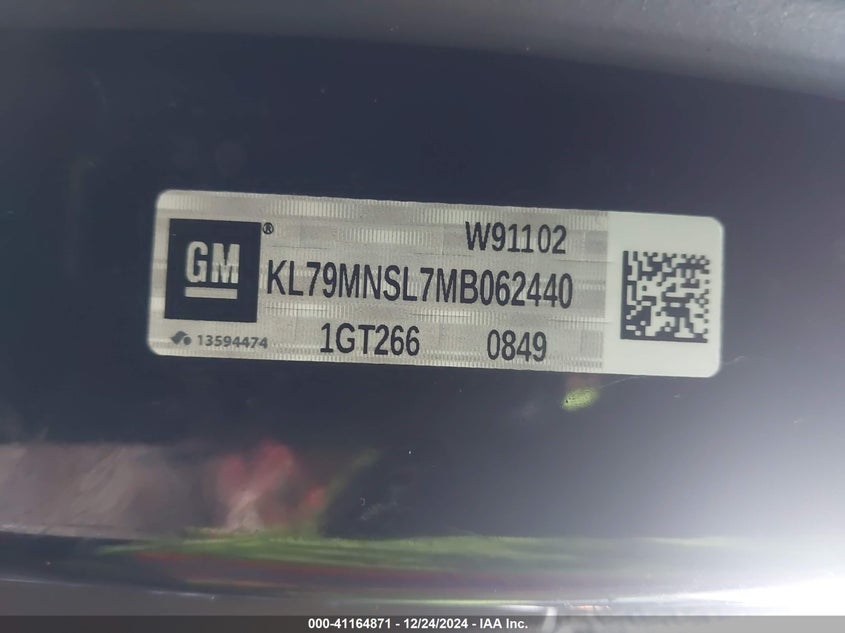 W91102
GM®
KL79MNSL7MB062440
13594474
1GT266 0849
000-41164871 – 12/24/2024 - IAA Inc.